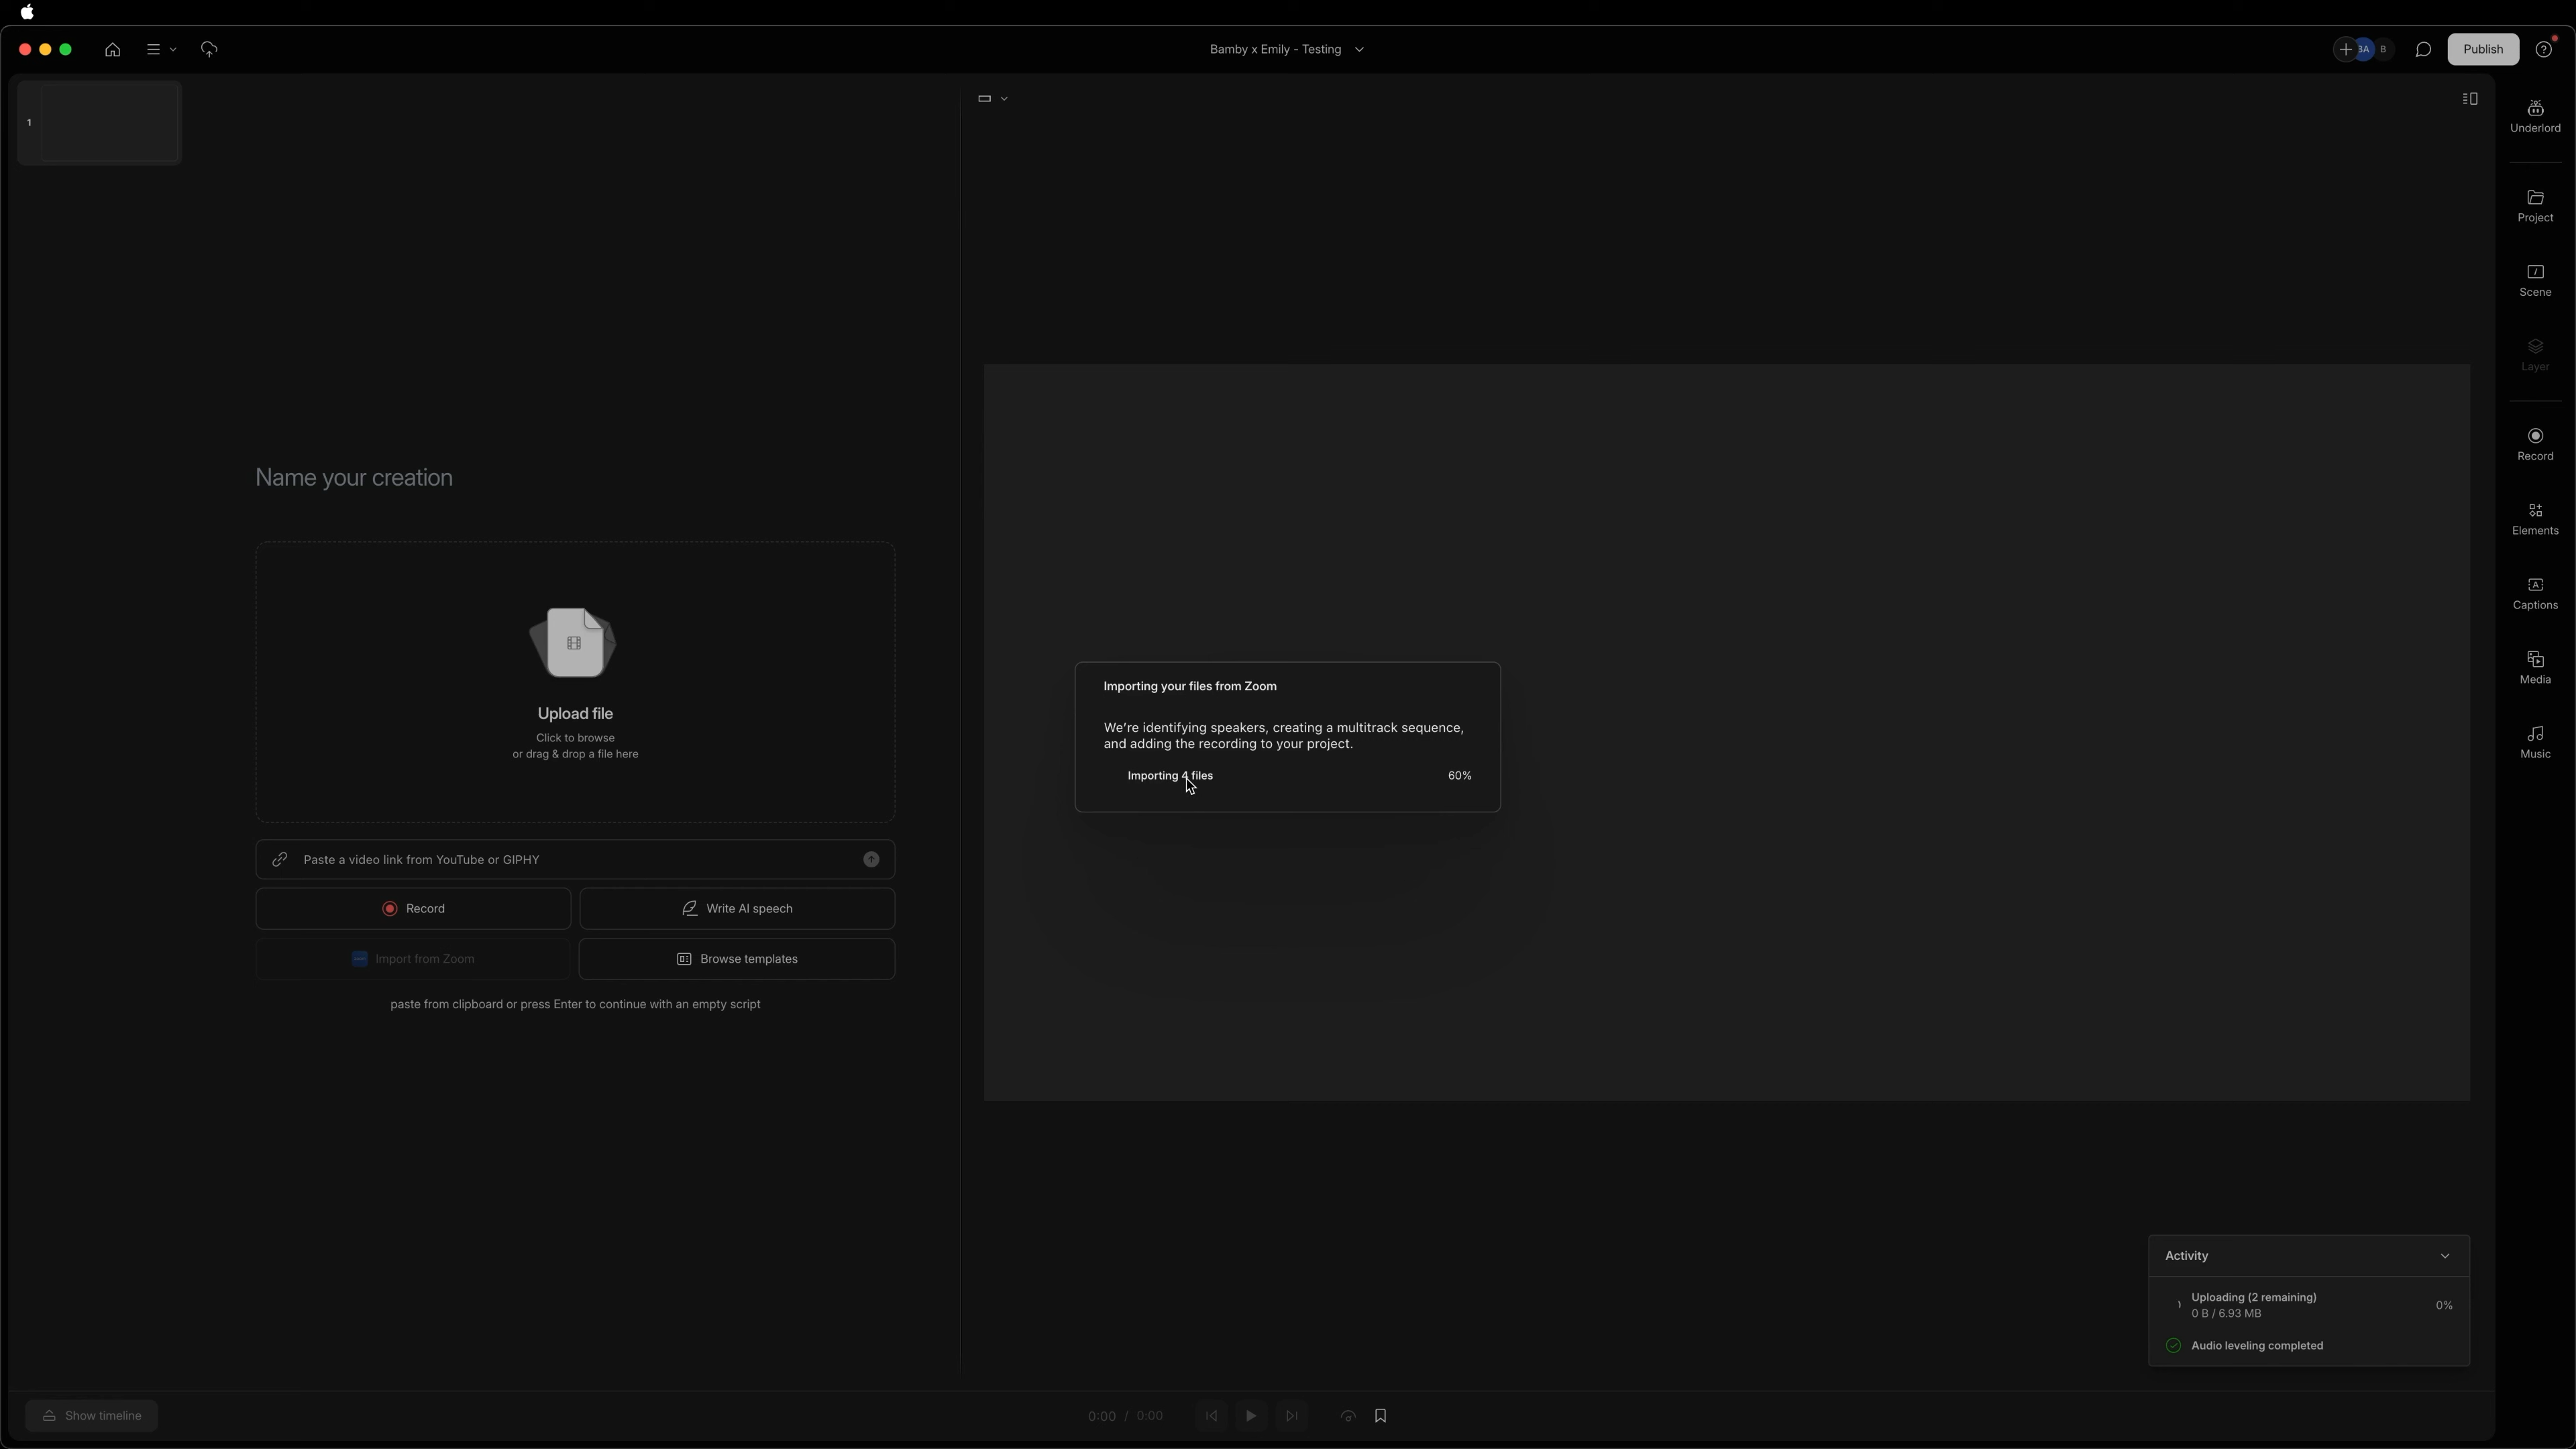 Bamby x Emily - Testing
BA
B
Publish
1
Underlord
Project
Scene
Layer
Record
Elements
Captions
Media
Music
Name your creation
Upload file
Click to browse
or drag & drop a file here
Paste a video link from YouTube or GIPHY
Record
Write AI speech
Import from Zoom
Browse templates
paste from clipboard or press Enter to continue with an empty script
Importing your files from Zoom
We're identifying speakers, creating a multitrack sequence,
and adding the recording to your project.
Importing 4 files 60%
Activity
Uploading (2 remaining)
0 B / 6.93 MB
0%
Audio leveling completed
Show timeline
0:00 / 0:00